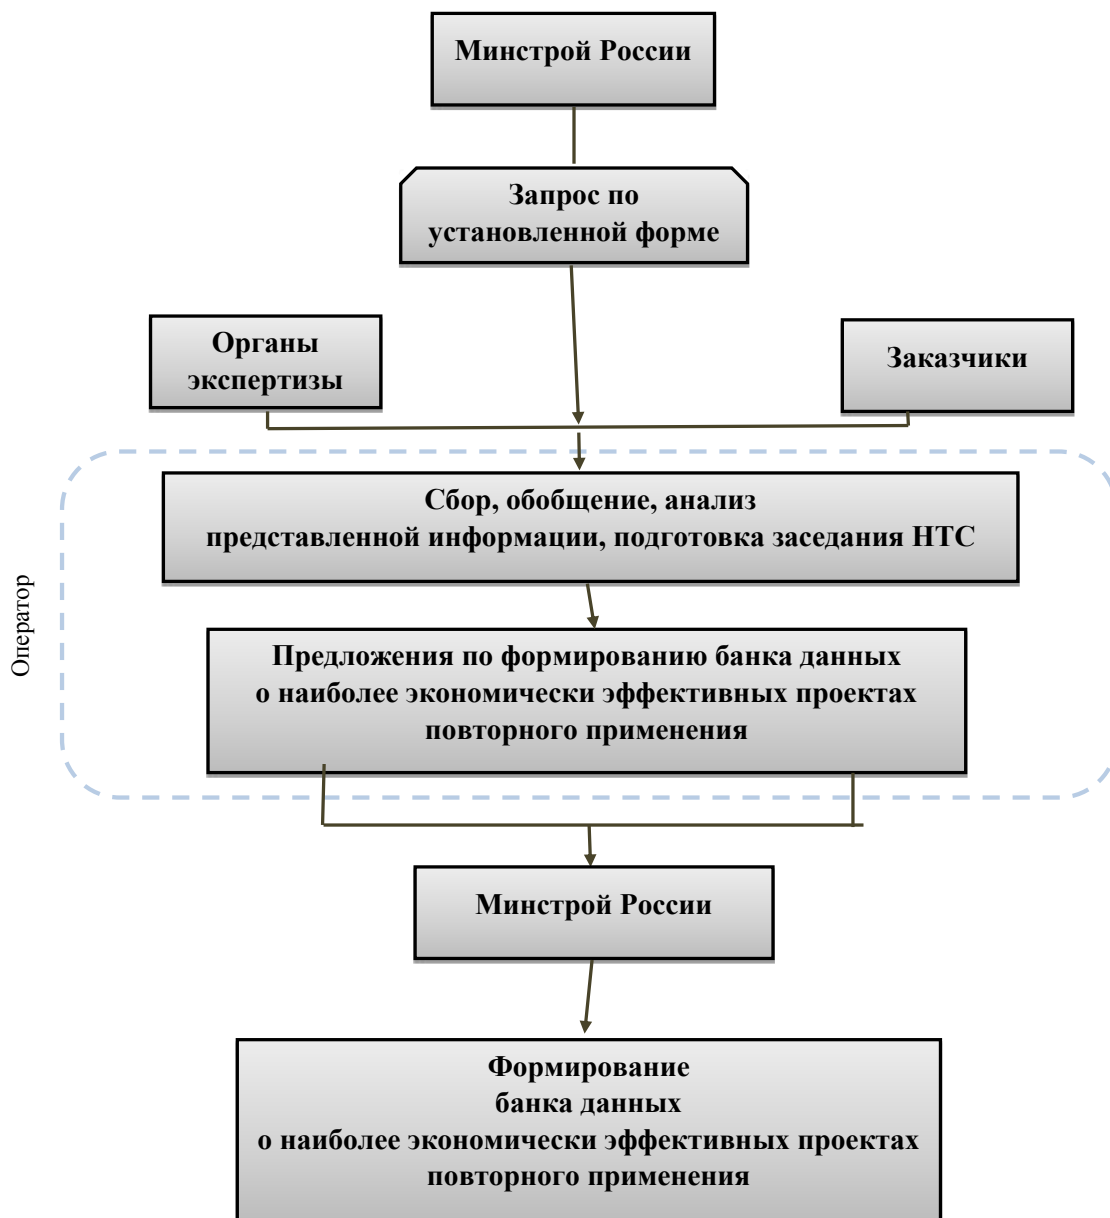 Минстрой России
Запрос по
установленной форме
Органы
экспертизы
Заказчики
Оператор
Сбор, обобщение, анализ
представленной информации, подготовка заседания НТС
Предложения по формированию банка данных
о наиболее экономически эффективных проектах
повторного применения
Минстрой России
Формирование
банка данных
о наиболее экономически эффективных проектах
повторного применения